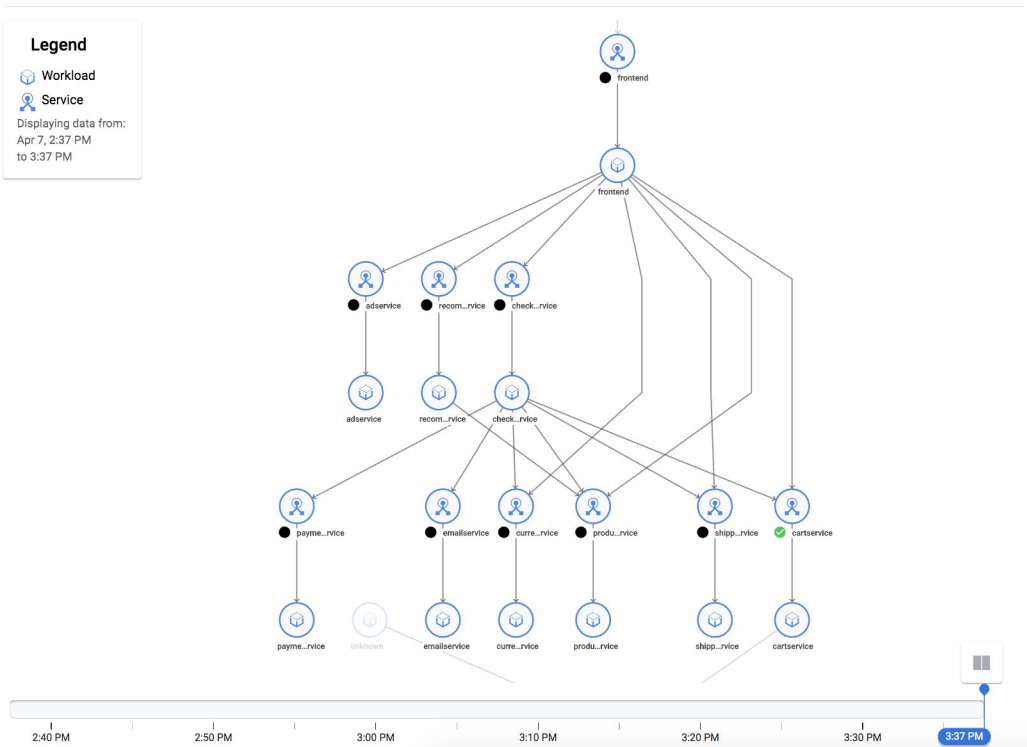 Legend
Workload
Service
Displaying data from:
Apr 7, 2:37 PM
to 3:37 PM
frontend
frontend
adservice
recom...rvice
check...rvice
adservice
recom...rvice
check...rvice
payme...rvice
emailservice
curre...rvice
produ...rvice
shipp...rvice
cartservice
payme...rvice
unknown
emailservice
curre...rvice
produ...rvice
shipp...rvice
cartservice
2:40 PM
2:50 PM
3:00 PM
3:10 PM
3:20 PM
3:30 PM
3:37 PM